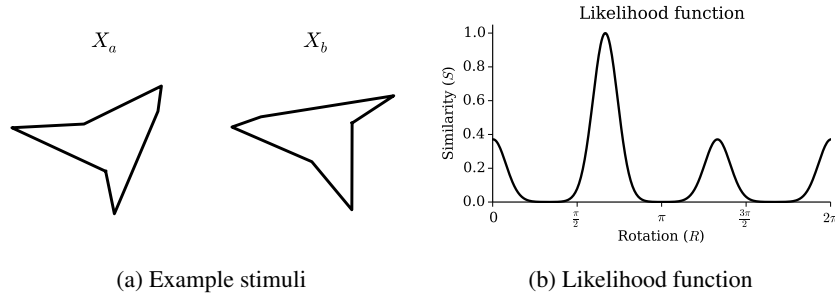 X_a
X_b
(a) Example stimuli
Likelihood function
Similarity (S)
1.0
0.8
0.6
0.4
0.2
0.0
0
π/2
π
3π/2
2π
Rotation (R)
(b) Likelihood function